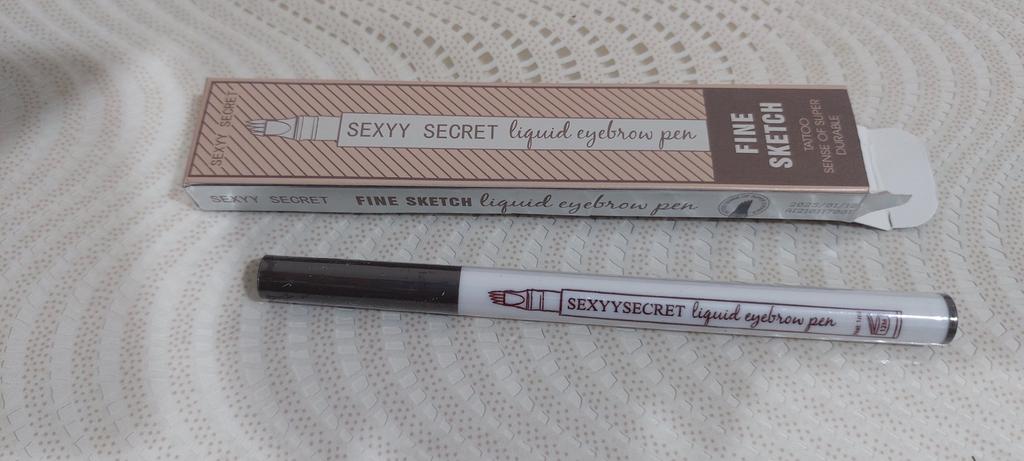 SEXYY SECRET
SEXYY SECRET liquid eyebrow pen
FINE
SKETCH
TATTOO
SENSE OF SUPER
DURABLE
SEXYY SECRET FINE SKETCH liquid eyebrow pen
SEXYYSECRET liquid eyebrow pen